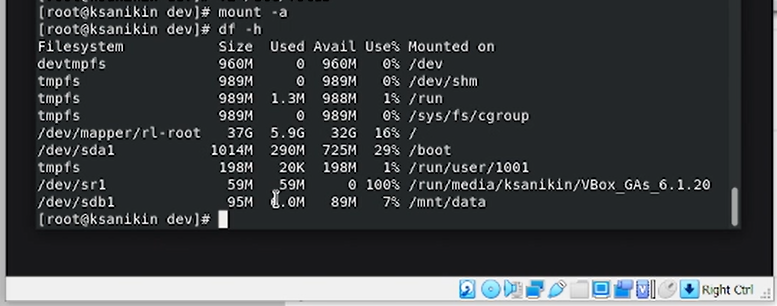 [root@ksanikin dev]# mount -a
[root@ksanikin dev]# df -h
Filesystem Size Used Avail Use% Mounted on
devtmpfs 960M 0 960M 0% /dev
tmpfs 989M 0 989M 0% /dev/shm
tmpfs 989M 1.3M 988M 1% /run
tmpfs 989M 0 989M 0% /sys/fs/cgroup
/dev/mapper/rl-root 37G 5.9G 32G 16% /
/dev/sda1 1014M 290M 725M 29% /boot
tmpfs 198M 20K 198M 1% /run/user/1001
/dev/sr1 59M 59M 0 100% /run/media/ksanikin/VBox_GAs_6.1.20
/dev/sdb1 95M 89M 7% /mnt/data
[root@ksanikin dev]#
Right Ctrl